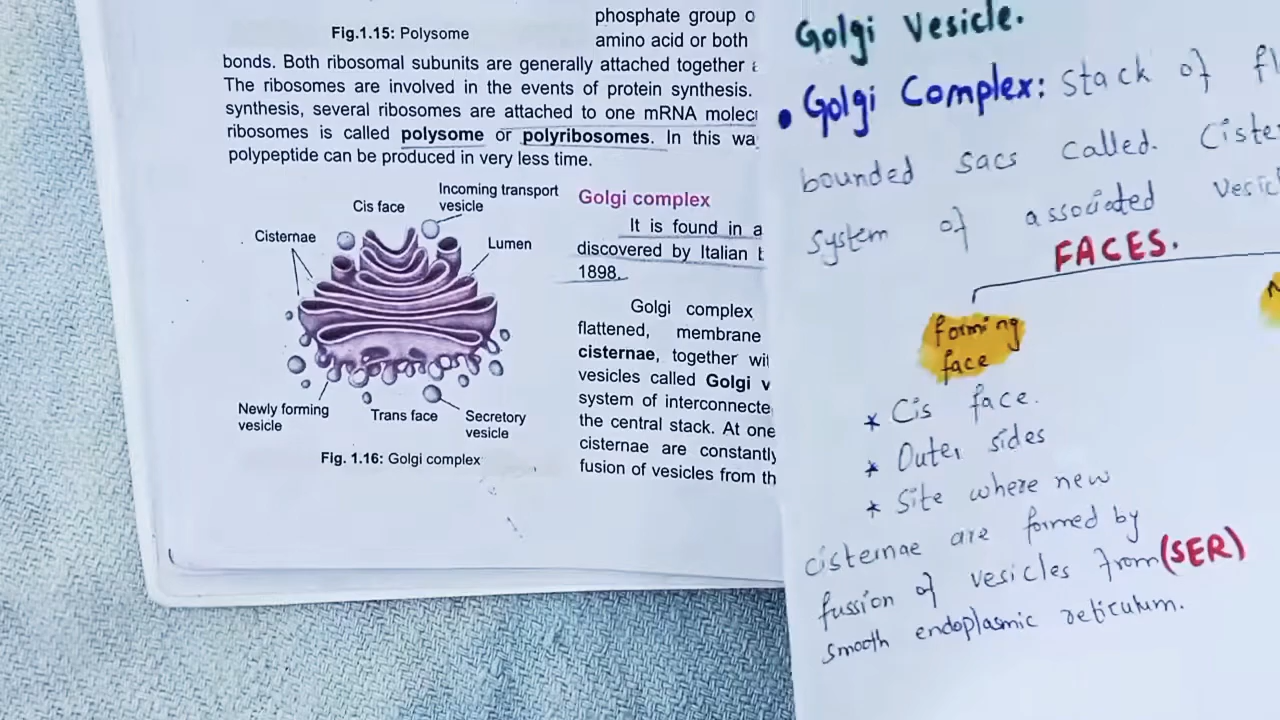 phosphate group o
Fig.1.15: Polysome
amino acid or both
bonds. Both ribosomal subunits are generally attached together
The ribosomes are involved in the events of protein synthesis.
synthesis, several ribosomes are attached to one mRNA molec
ribosomes is called polysome or polyribosomes. In this wa
polypeptide can be produced in very less time.
Incoming transport
vesicle
Cis face
Cisternae
Lumen
Newly forming
vesicle
Trans face
Secretory
vesicle
Fig. 1.16: Golgi complex
Golgi complex
It is found in a
discovered by Italian
1898.
Golgi complex
flattened, membrane
cisternae, together wit
vesicles called Golgi v
system of interconnecte
the central stack. At one
cisternae are constantly
fusion of vesicles from th
Golgi Vesicle.
• Golgi Complex: Stack of fl
bounded sacs called. Ciste
system of associated vesic
FACES.
forming
face
* Cis face.
* Outer sides
* Site where new
cisternae are formed by
fussion of vesicles from (SER)
smooth endoplasmic reticulum.